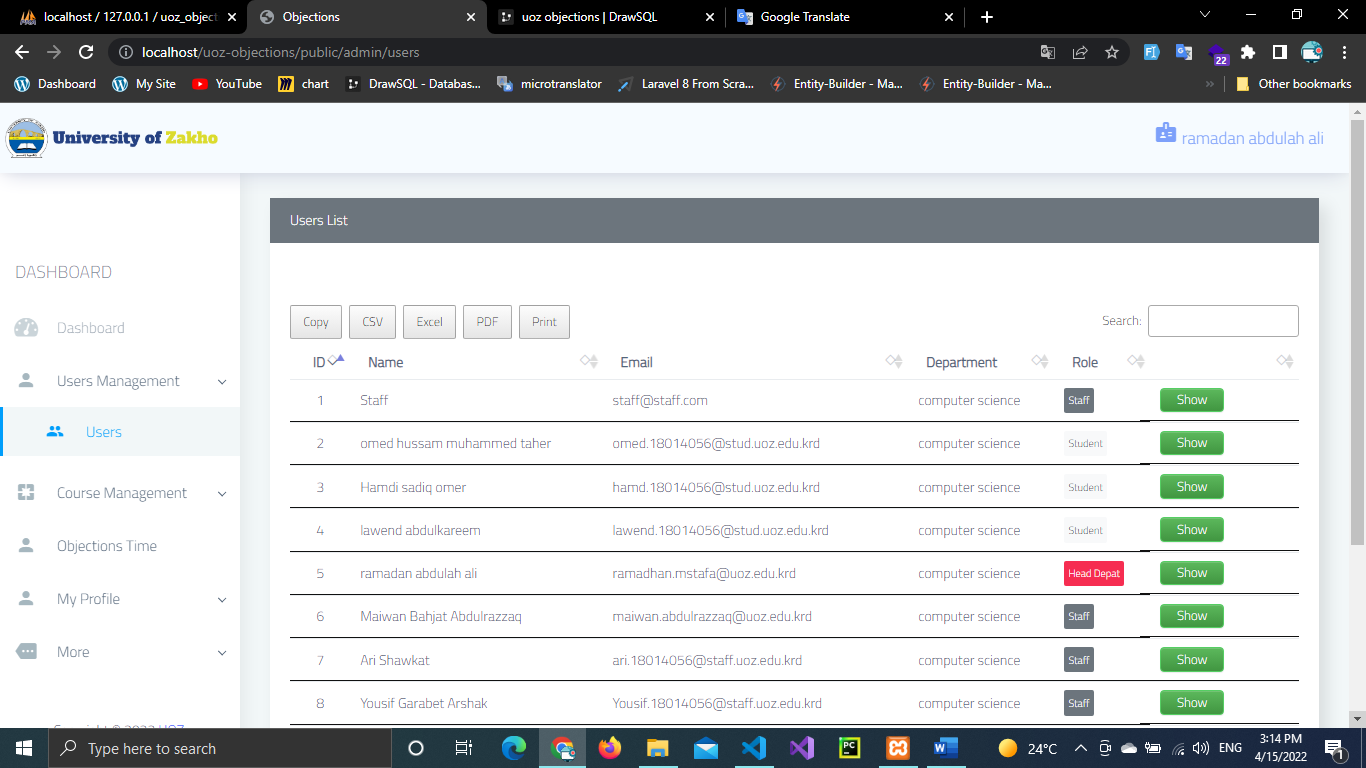 localhost / 127.0.0.1 / uoz_object
Objections
uoz objections | DrawSQL
Google Translate
localhost/uoz-objections/public/admin/users
22
Dashboard
My Site
YouTube
chart
DrawSQL - Databas...
microtranslator
Laravel 8 From Scra...
Entity-Builder - Ma...
Entity-Builder - Ma...
»
Other bookmarks
University of Zakho
ramadan abdulah ali
DASHBOARD
Dashboard
Users Management
Users
Course Management
Objections Time
My Profile
More
Users List
Copy CSV Excel PDF Print
Search:
ID Name Email Department Role
1 Staff staff@staff.com computer science Staff Show
2 omed hussam muhammed taher omed.18014056@stud.uoz.edu.krd computer science Student Show
3 Hamdi sadiq omer hamd.18014056@stud.uoz.edu.krd computer science Student Show
4 lawend abdulkareem lawend.18014056@stud.uoz.edu.krd computer science Student Show
5 ramadan abdulah ali ramadhan.mstafa@uoz.edu.krd computer science Head Depat Show
6 Maiwan Bahjat Abdulrazzaq maiwan.abdulrazzaq@uoz.edu.krd computer science Staff Show
7 Ari Shawkat ari.18014056@staff.uoz.edu.krd computer science Staff Show
8 Yousif Garabet Arshak Yousif.18014056@staff.uoz.edu.krd computer science Staff Show
Type here to search
24°C
ENG
3:14 PM
4/15/2022
1